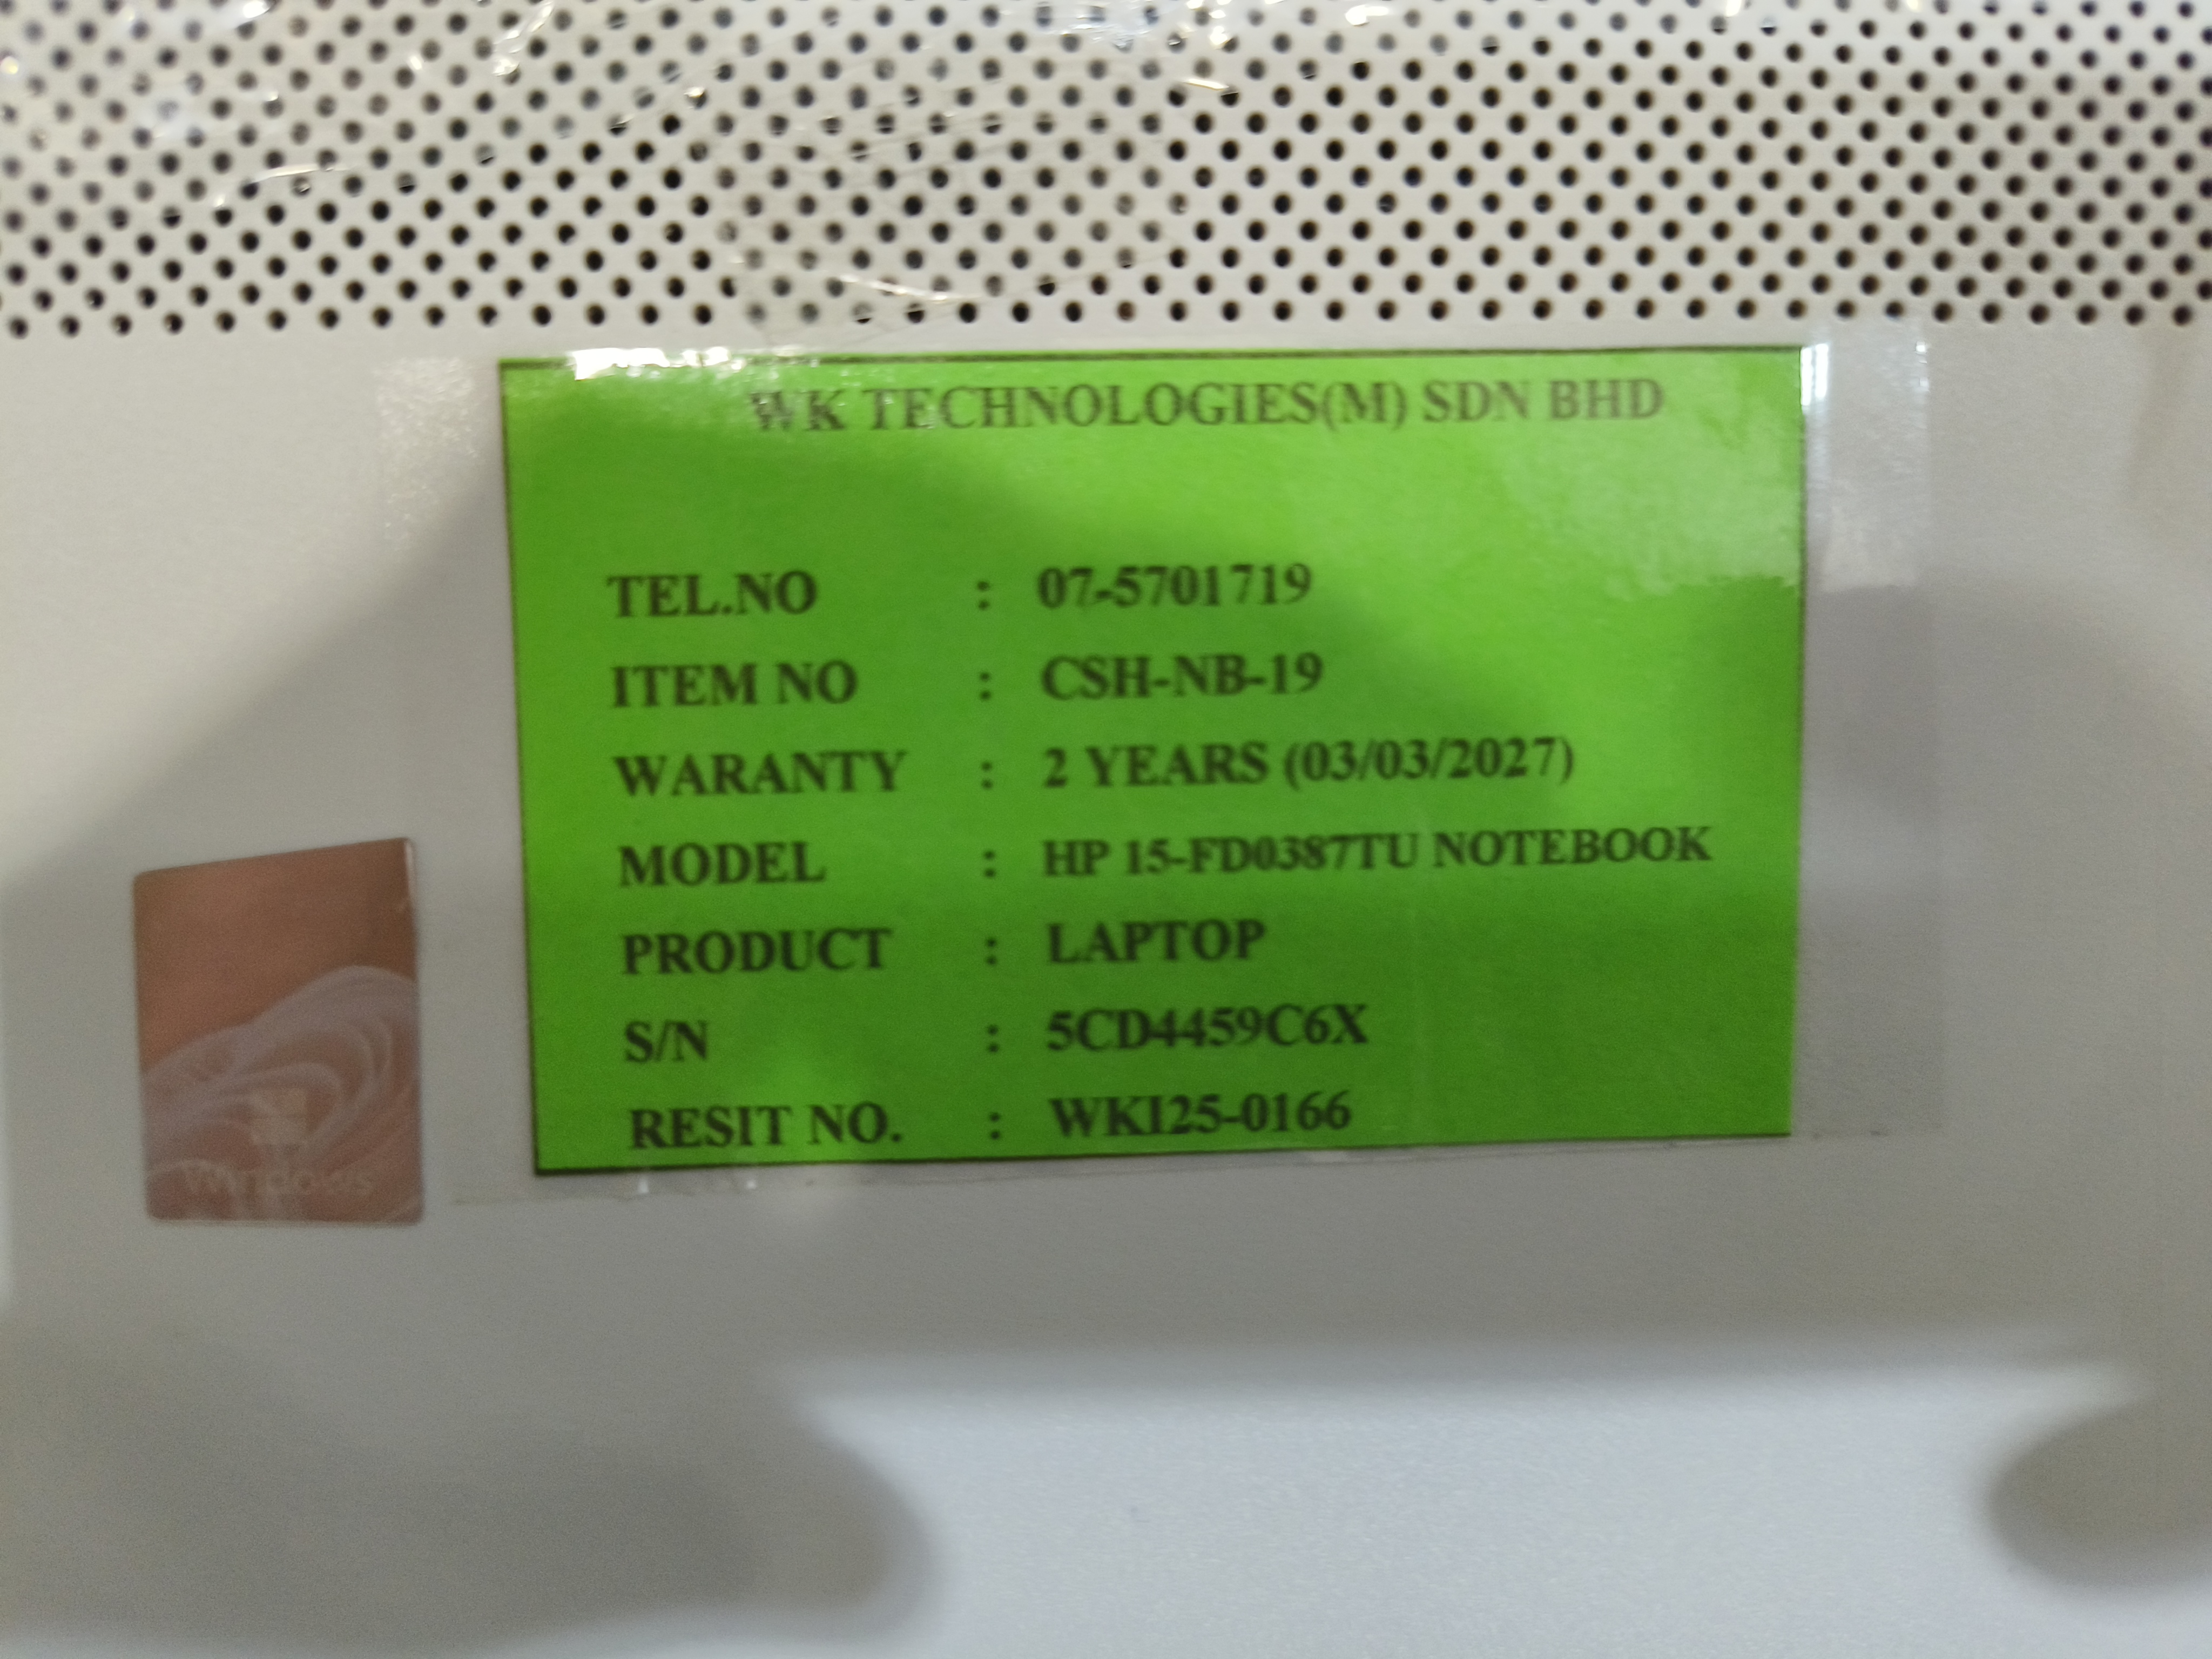 WK TECHNOLOGIES(M) SDN BHD
TEL.NO : 07-5701719
ITEM NO : CSH-NB-19
WARANTY : 2 YEARS (03/03/2027)
MODEL : HP 15-FD0387TU NOTEBOOK
PRODUCT : LAPTOP
S/N : 5CD4459C6X
RESIT NO. : WKI25-0166
Windows